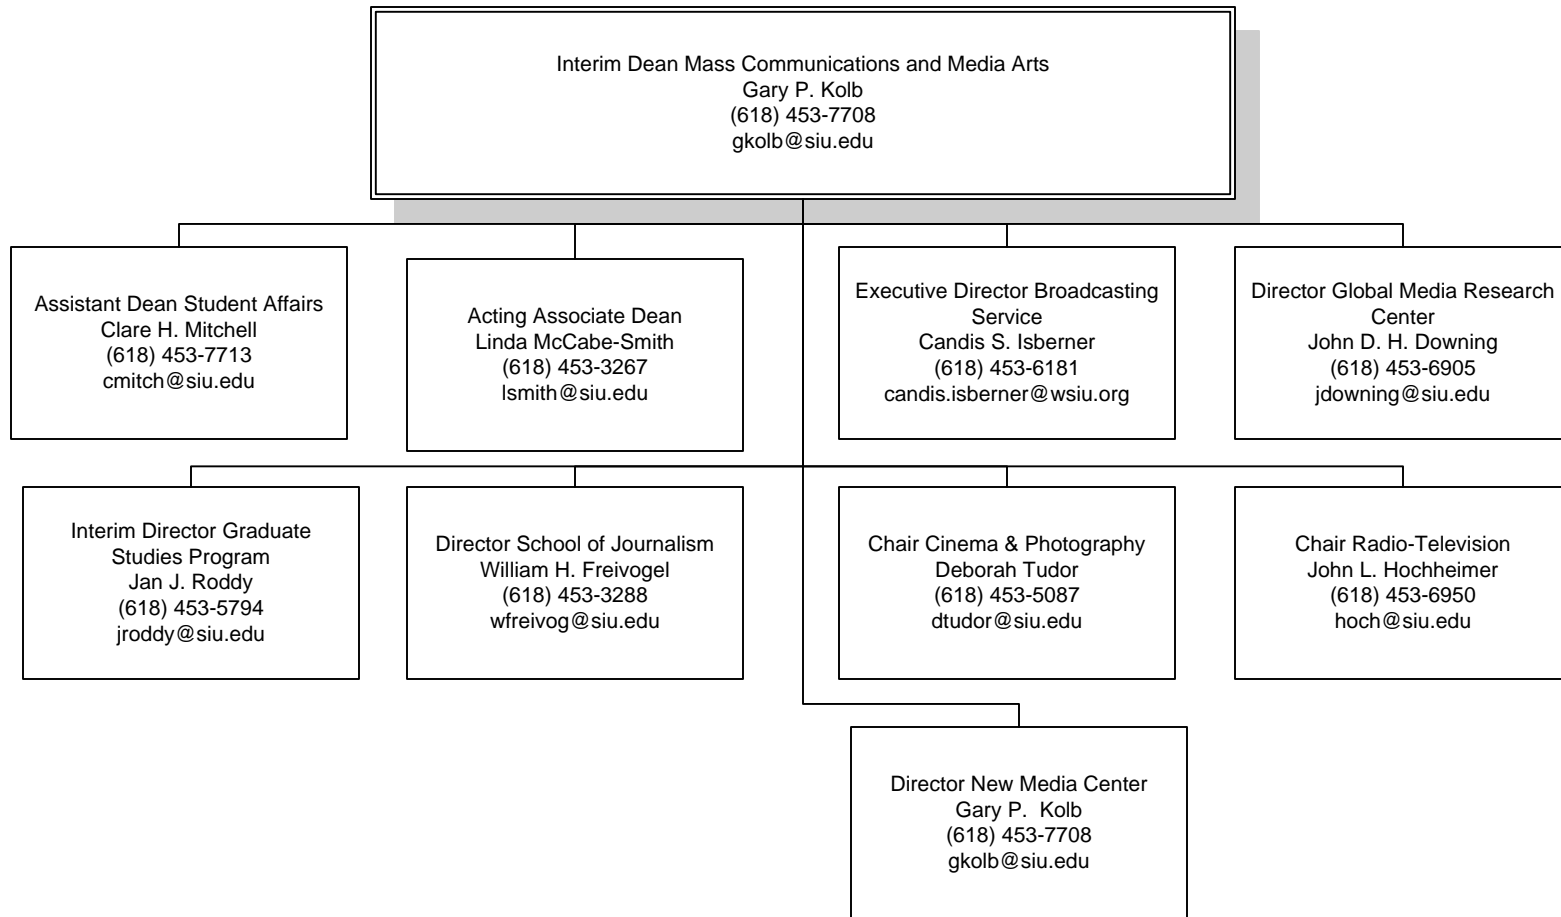 Interim Dean Mass Communications and Media Arts
Gary P. Kolb
(618) 453-7708
gkolb@siu.edu
Assistant Dean Student Affairs
Clare H. Mitchell
(618) 453-7713
cmitch@siu.edu
Acting Associate Dean
Linda McCabe-Smith
(618) 453-3267
lsmith@siu.edu
Executive Director Broadcasting
Service
Candis S. Isberner
(618) 453-6181
candis.isberner@wsiu.org
Director Global Media Research
Center
John D. H. Downing
(618) 453-6905
jdowning@siu.edu
Interim Director Graduate
Studies Program
Jan J. Roddy
(618) 453-5794
jroddy@siu.edu
Director School of Journalism
William H. Freivogel
(618) 453-3288
wfreivog@siu.edu
Chair Cinema & Photography
Deborah Tudor
(618) 453-5087
dtudor@siu.edu
Chair Radio-Television
John L. Hochheimer
(618) 453-6950
hoch@siu.edu
Director New Media Center
Gary P.  Kolb
(618) 453-7708
gkolb@siu.edu